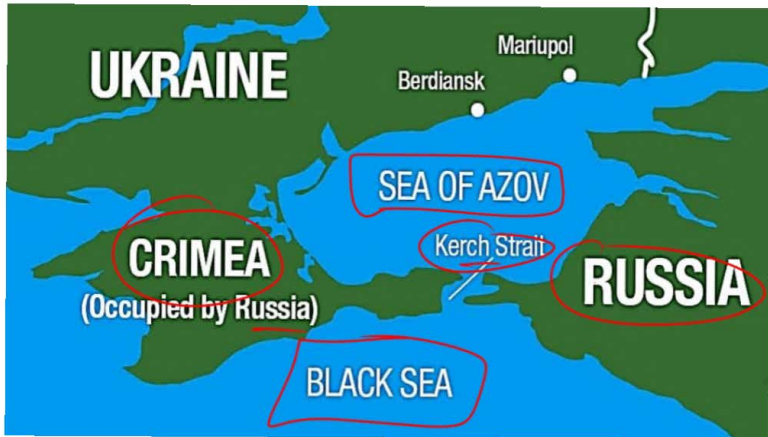 UKRAINE
Mariupol
Berdiansk
SEA OF AZOV
Kerch Strait
CRIMEA
(Occupied by Russia)
RUSSIA
BLACK SEA